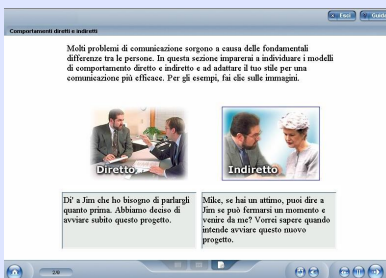 Esci
Guida
Comportamenti diretti e indiretti
Molti problemi di comunicazione sorgono a causa delle fondamentali
differenze tra le persone. In questa sezione imparerai a individuare i modelli
di comportamento diretto e indiretto e ad adattare il tuo stile per una
comunicazione più efficace. Per gli esempi, fai clic sulle immagini.
Diretto
Indiretto
Di' a Jim che ho bisogno di parlargli
quanto prima. Abbiamo deciso di
avviare subito questo progetto.
Mike, se hai un attimo, puoi dire a
Jim se può fermarsi un momento e
venire da me? Vorrei sapere quando
intende avviare questo nuovo
progetto.